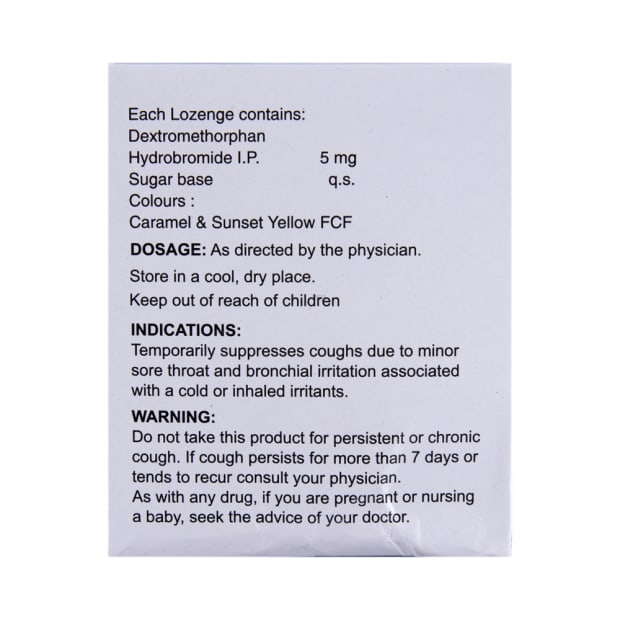 Each Lozenge contains:
Dextromethorphan
Hydrobromide I.P. 5 mg
Sugar base q.s.
Colours :
Caramel & Sunset Yellow FCF
DOSAGE: As directed by the physician.
Store in a cool, dry place.
Keep out of reach of children
INDICATIONS:
Temporarily suppresses coughs due to minor
sore throat and bronchial irritation associated
with a cold or inhaled irritants.
WARNING:
Do not take this product for persistent or chronic
cough. If cough persists for more than 7 days or
tends to recur consult your physician.
As with any drug, if you are pregnant or nursing
a baby, seek the advice of your doctor.